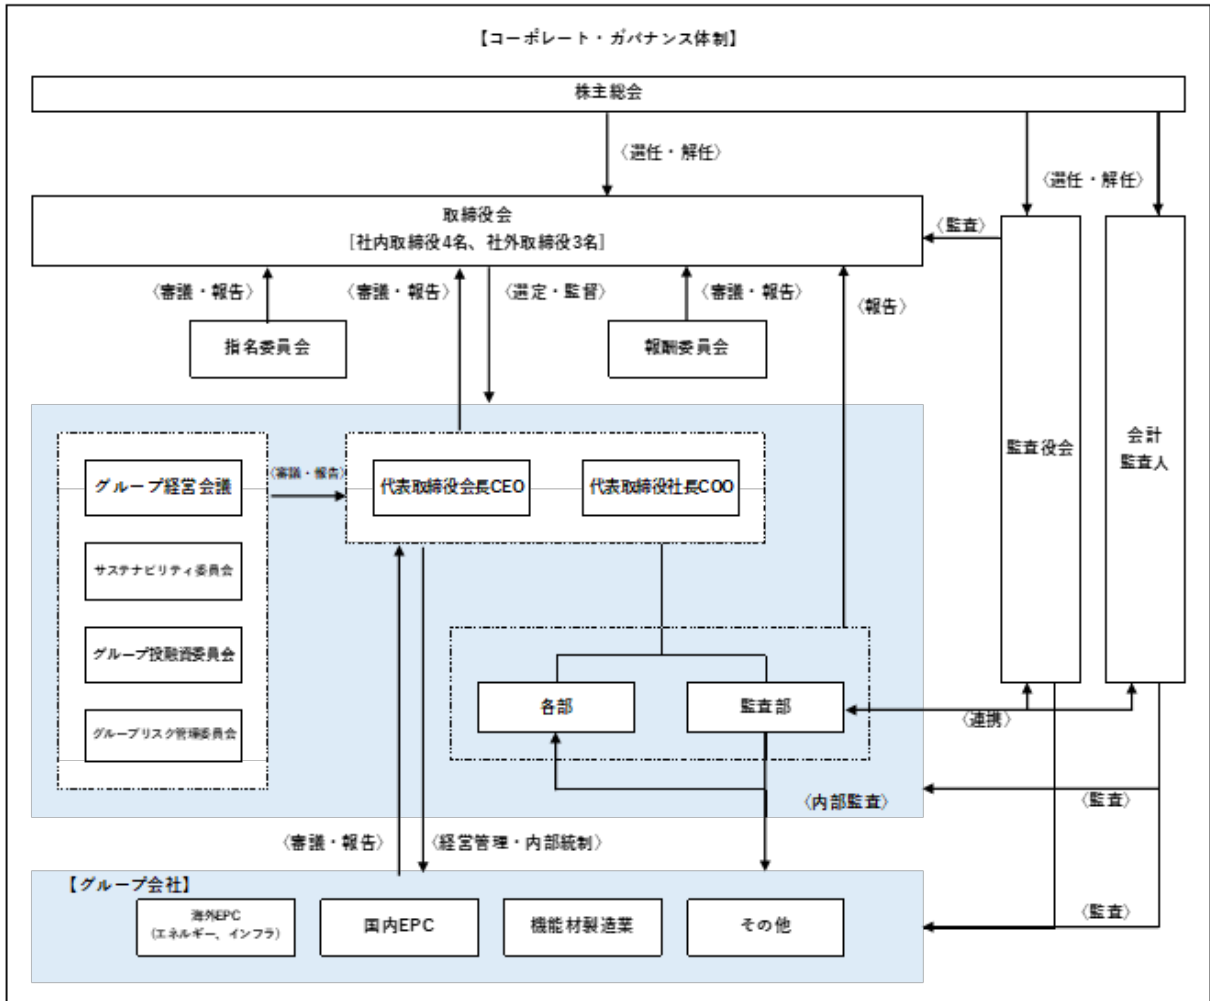 【コーポレート・ガバナンス体制】
株主総会
〈選任・解任〉
〈選任・解任〉
取締役会
[社内取締役4名、社外取締役3名]
〈監査〉
〈審議・報告〉
〈審議・報告〉
〈選定・監督〉
〈審議・報告〉
〈報告〉
指名委員会
報酬委員会
監査役会
会計
監査人
グループ経営会議
〈審議・報告〉
代表取締役会長CEO
代表取締役社長COO
サステナビリティ委員会
グループ投融資委員会
グループリスク管理委員会
各部
監査部
〈連携〉
〈内部監査〉
〈監査〉
〈審議・報告〉
〈経営管理・内部統制〉
【グループ会社】
海外EPC
(エネルギー、インフラ)
国内EPC
機能材製造業
その他
〈監査〉